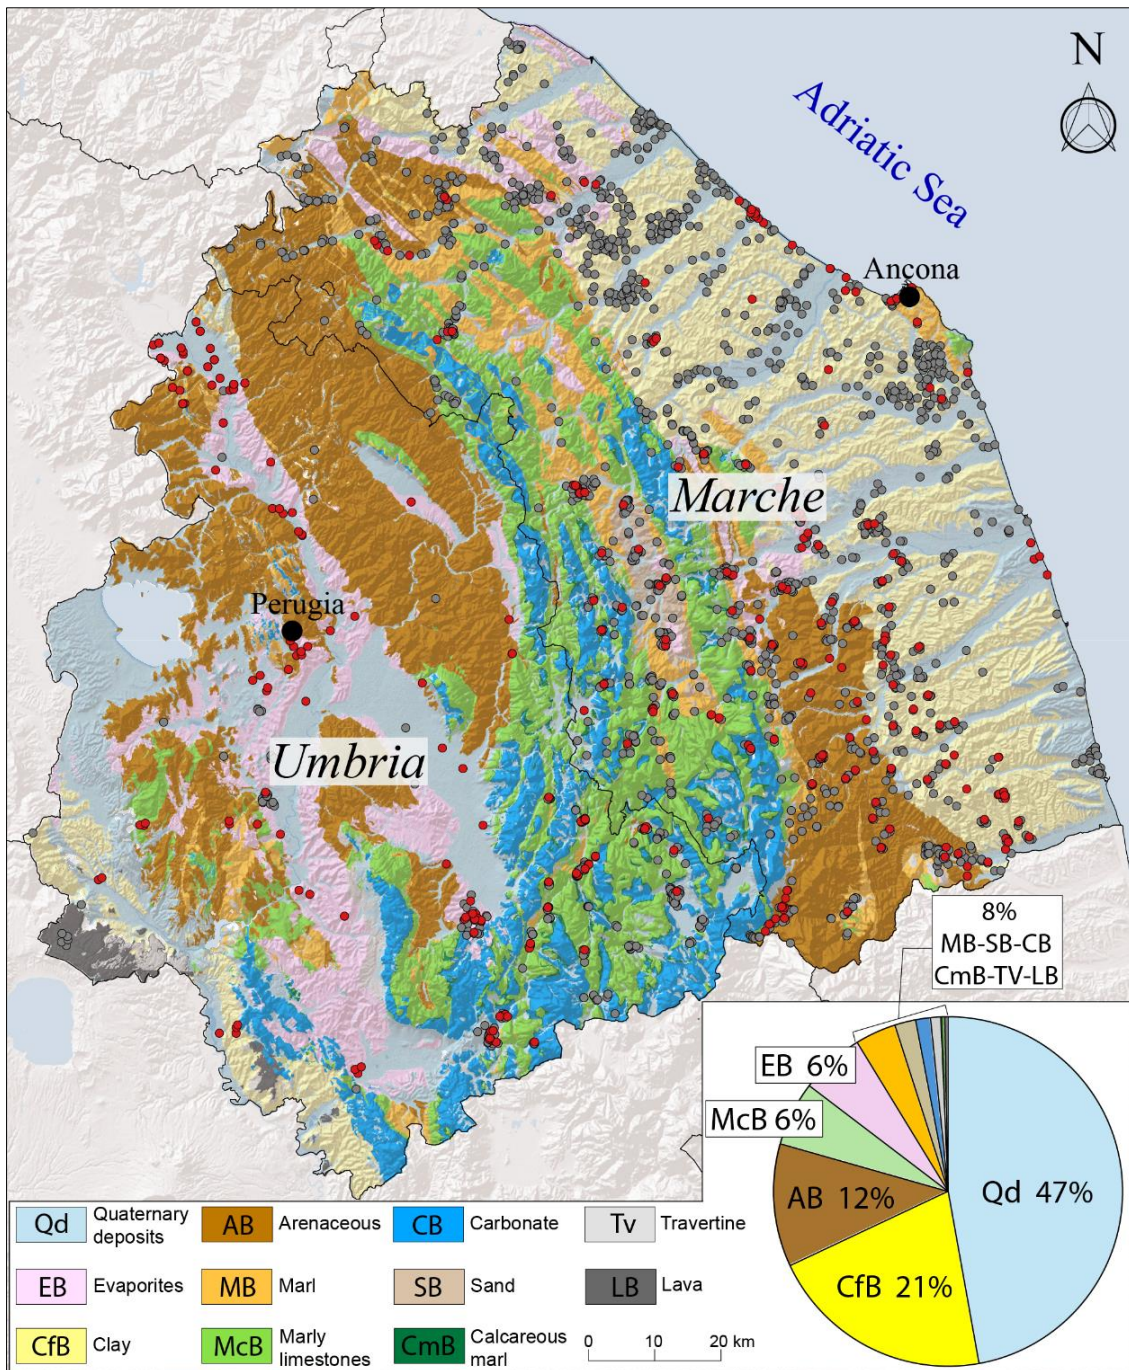 N
Adriatic Sea
Ancona
Marche
Perugia
Umbria
8%
MB-SB-CB
CmB-TV-LB
EB 6%
McB 6%
AB 12%
Qd 47%
CfB 21%
Qd Quaternary deposits
AB Arenaceous
CB Carbonate
Tv Travertine
EB Evaporites
MB Marl
SB Sand
LB Lava
CfB Clay
McB Marly limestones
CmB Calcareous marl
0 10 20 km